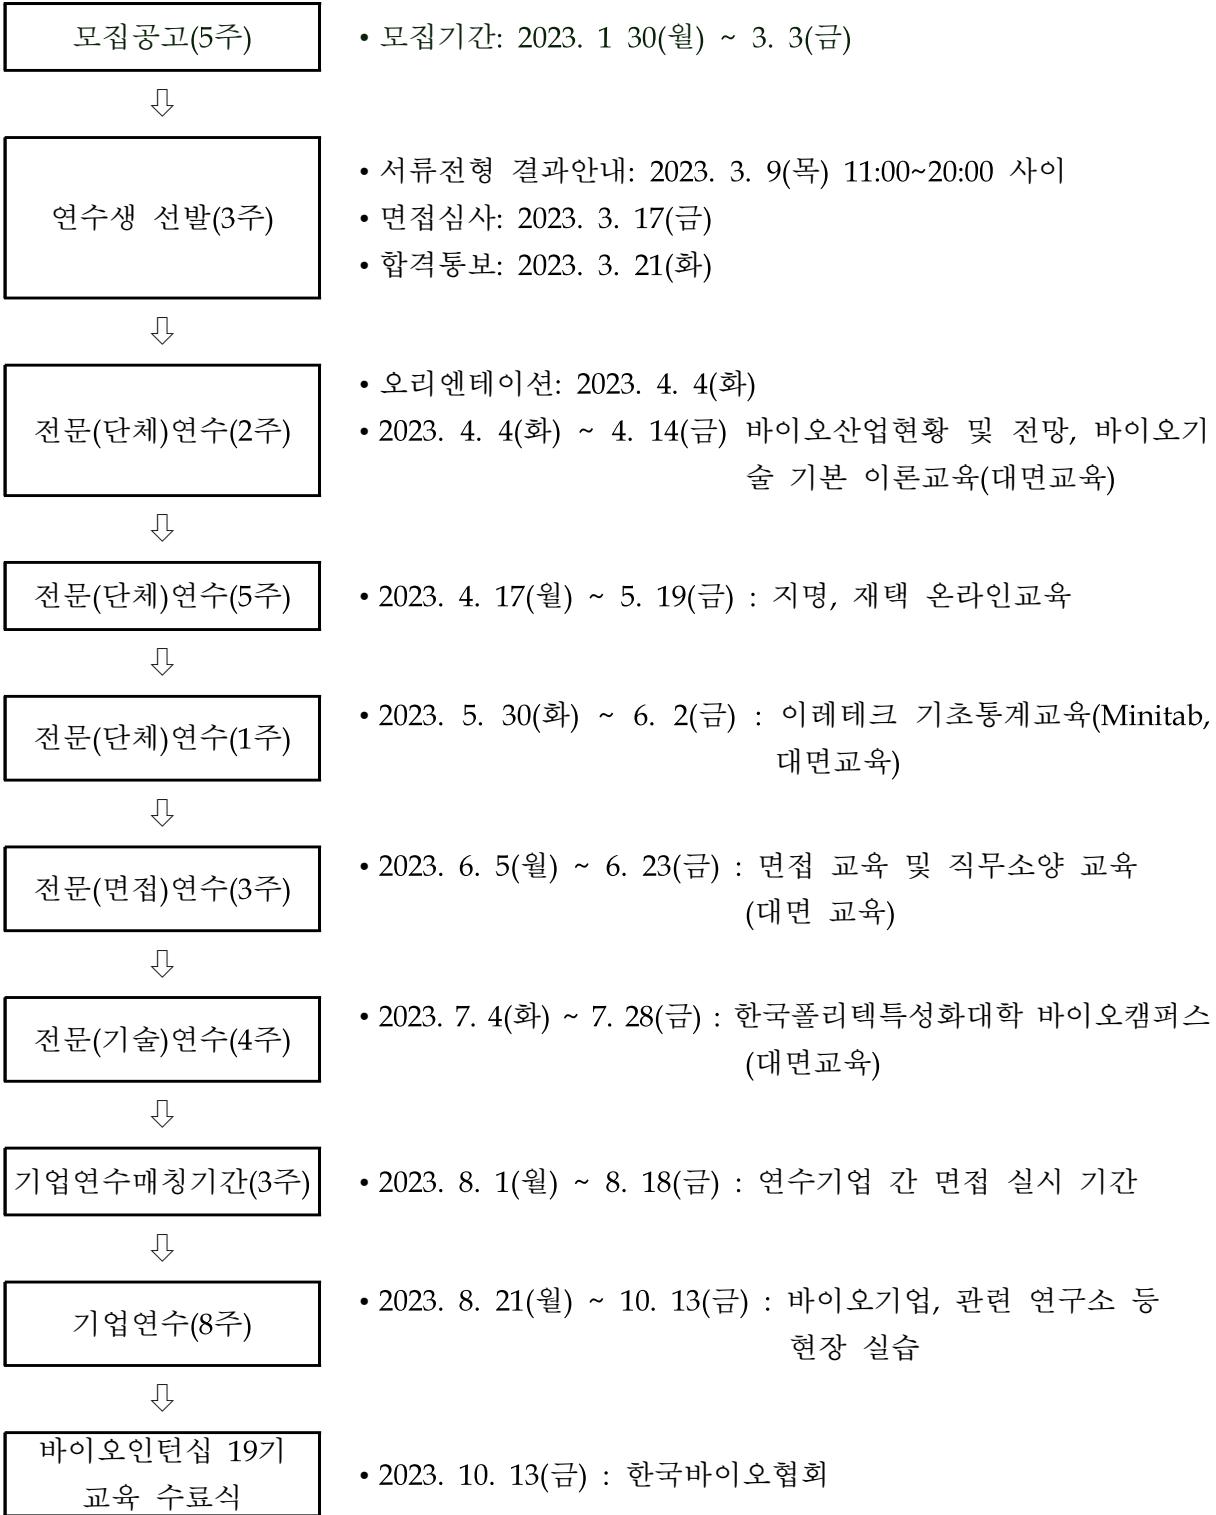 모집공고(5주)
• 모집기간: 2023. 1 30(월) ~ 3. 3(금)
연수생 선발(3주)
• 서류전형 결과안내: 2023. 3. 9(목) 11:00~20:00 사이
• 면접심사: 2023. 3. 17(금)
• 합격통보: 2023. 3. 21(화)
전문(단체)연수(2주)
• 오리엔테이션: 2023. 4. 4(화)
• 2023. 4. 4(화) ~ 4. 14(금) 바이오산업현황 및 전망, 바이오기
술 기본 이론교육(대면교육)
전문(단체)연수(5주)
• 2023. 4. 17(월) ~ 5. 19(금) : 지명, 재택 온라인교육
전문(단체)연수(1주)
• 2023. 5. 30(화) ~ 6. 2(금) : 이레테크 기초통계교육(Minitab,
대면교육)
전문(면접)연수(3주)
• 2023. 6. 5(월) ~ 6. 23(금) : 면접 교육 및 직무소양 교육
(대면 교육)
전문(기술)연수(4주)
• 2023. 7. 4(화) ~ 7. 28(금) : 한국폴리텍특성화대학 바이오캠퍼스
(대면교육)
기업연수매칭기간(3주)
• 2023. 8. 1(월) ~ 8. 18(금) : 연수기업 간 면접 실시 기간
기업연수(8주)
• 2023. 8. 21(월) ~ 10. 13(금) : 바이오기업, 관련 연구소 등
현장 실습
바이오인턴십 19기
교육 수료식
• 2023. 10. 13(금) : 한국바이오협회